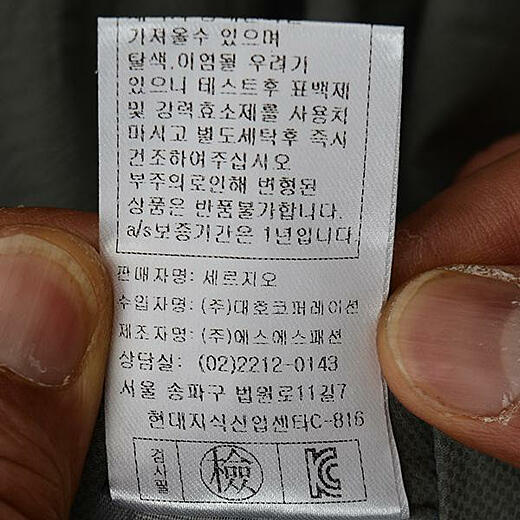 가져올수 있으며
탈색.이염될 우려가
있으니 테스트후 표백제
및 강력효소제를 사용치
마시고 별도세탁후 즉시
건조하여주십시오
부주의로인해 변형된
상품은 반품불가합니다.
a/s보증기간은 1년입니다
판매자명: 세르지오
수입자명: (주)대호코퍼레이션
제조자명: (주)에스에스패션
상담실: (02)2212-0143
서울 송파구 법원로11길7
현대지식산업센타C-816
검사필 檢 KC